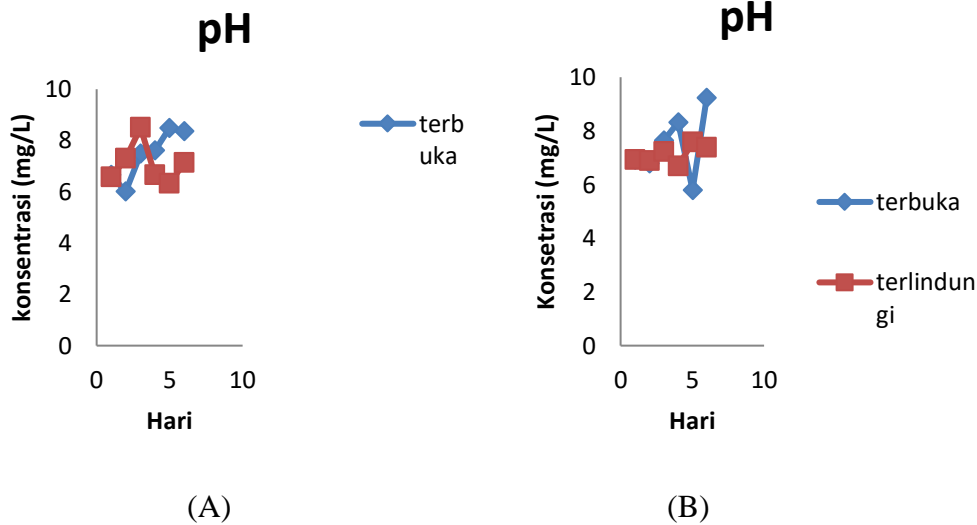 pH
10
8
6
4
2
0
0
5
10
konsentrasi (mg/L)
Hari
terb
uka
(A)
pH
10
8
6
4
2
0
0
5
10
Konsetrasi (mg/L)
Hari
terbuka
terlindun
gi
(B)